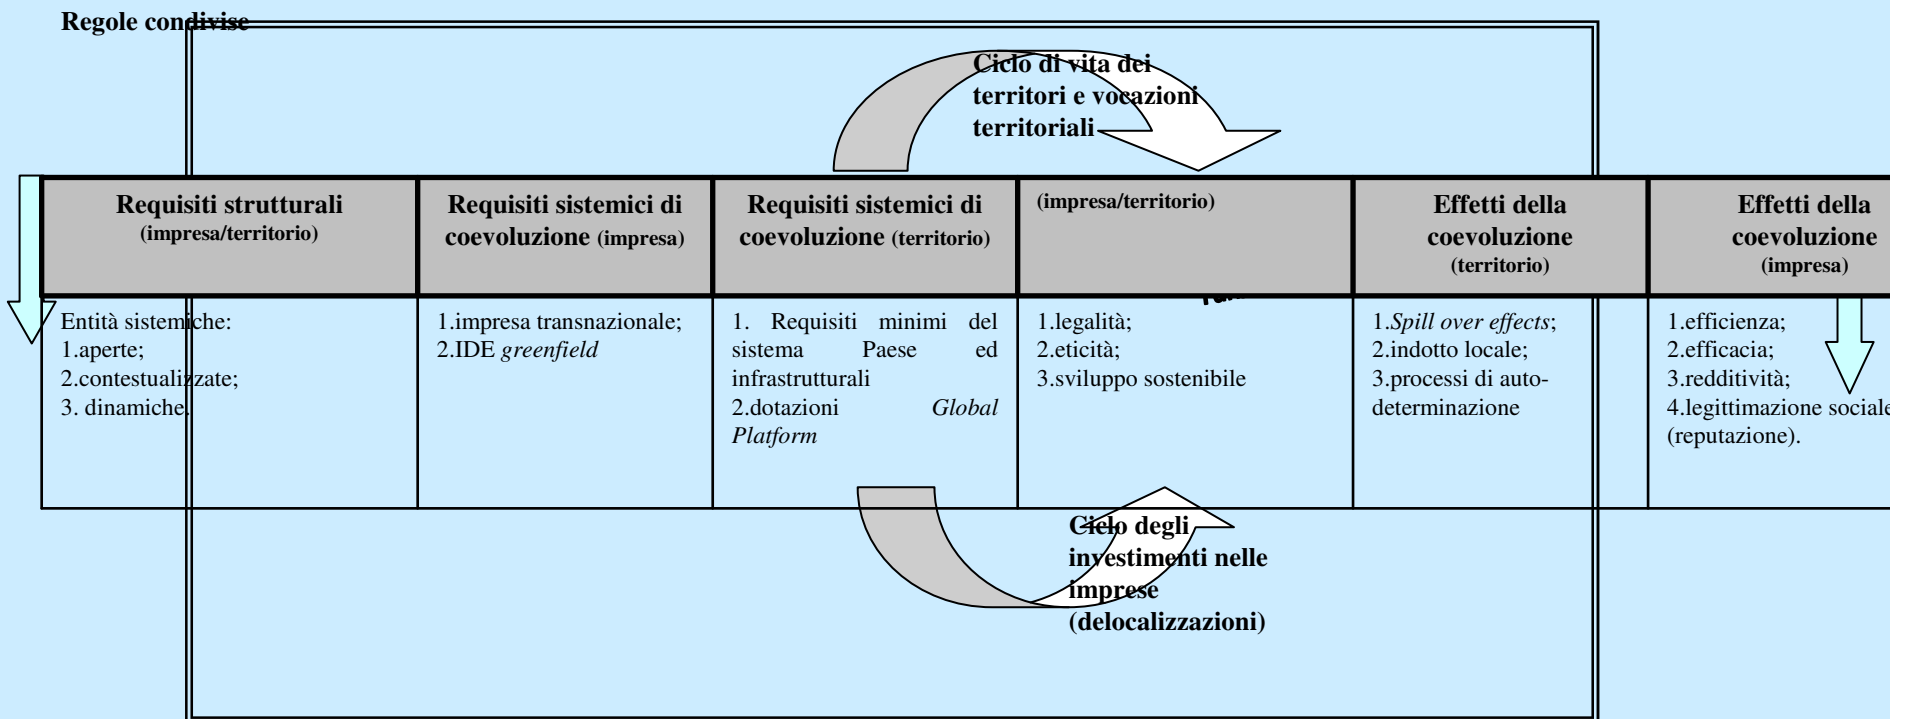 Regole condivise
Ciclo di vita dei
territori e vocazioni
territoriali
Requisiti strutturali
(impresa/territorio)
Requisiti sistemici di
coevoluzione (impresa)
Requisiti sistemici di
coevoluzione (territorio)
(impresa/territorio)
Effetti della
coevoluzione
(territorio)
Effetti della
coevoluzione
(impresa)
Entità sistemiche:
1.aperte;
2.contestualizzate;
3. dinamiche.
1.impresa transnazionale;
2.IDE greenfield
1. Requisiti minimi del
sistema Paese ed
infrastrutturali
2.dotazioni Global
Platform
1.legalità;
2.eticità;
3.sviluppo sostenibile
1.Spill over effects;
2.indotto locale;
3.processi di auto-
determinazione
1.efficienza;
2.efficacia;
3.redditività;
4.legittimazione sociale
(reputazione).
Ciclo degli
investimenti nelle
imprese
(delocalizzazioni)